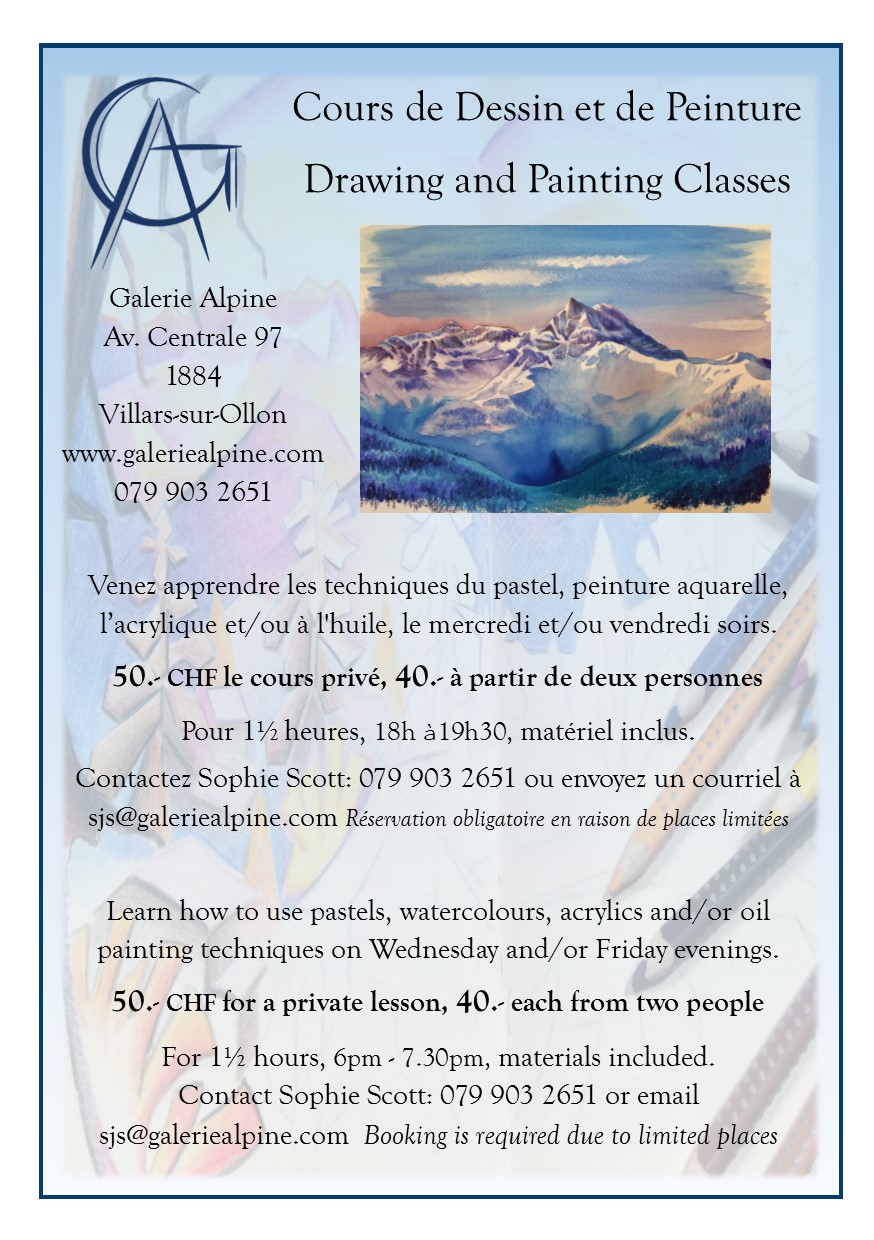 GA
Cours de Dessin et de Peinture
Drawing and Painting Classes
Galerie Alpine
Av. Centrale 97
1884
Villars-sur-Ollon
www.galeriealpine.com
079 903 2651
Venez apprendre les techniques du pastel, peinture aquarelle,
l’acrylique et/ou à l'huile, le mercredi et/ou vendredi soirs.
50.- CHF le cours privé, 40.- à partir de deux personnes
Pour 1½ heures, 18h à19h30, matériel inclus.
Contactez Sophie Scott: 079 903 2651 ou envoyez un courriel à
sjs@galeriealpine.com Réservation obligatoire en raison de places limitées
Learn how to use pastels, watercolours, acrylics and/or oil
painting techniques on Wednesday and/or Friday evenings.
50.- CHF for a private lesson, 40.- each from two people
For 1½ hours, 6pm - 7.30pm, materials included.
Contact Sophie Scott: 079 903 2651 or email
sjs@galeriealpine.com Booking is required due to limited places